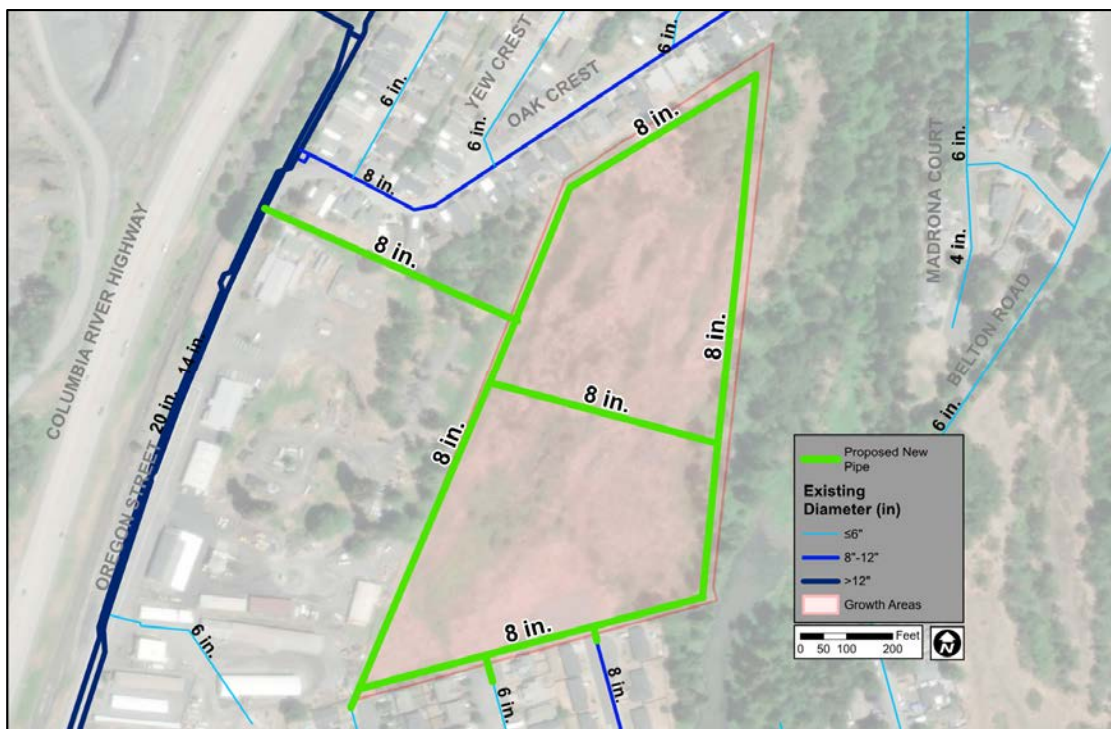 6 in.
YEW CREST
6 in.
OAK CREST
6 in.
8 in.
8 in.
8 in.
8 in.
8 in.
8 in.
8 in.
COLUMBIA RIVER HIGHWAY
20 in.
14 in.
OREGON STREET
6 in.
6 in.
8 in.
MADRONA COURT
6 in.
4 in.
BELTON ROAD
6 in.
Proposed New
Pipe
Existing
Diameter (in)
≤6"
8"-12"
>12"
Growth Areas
Feet
0 50 100 200
N